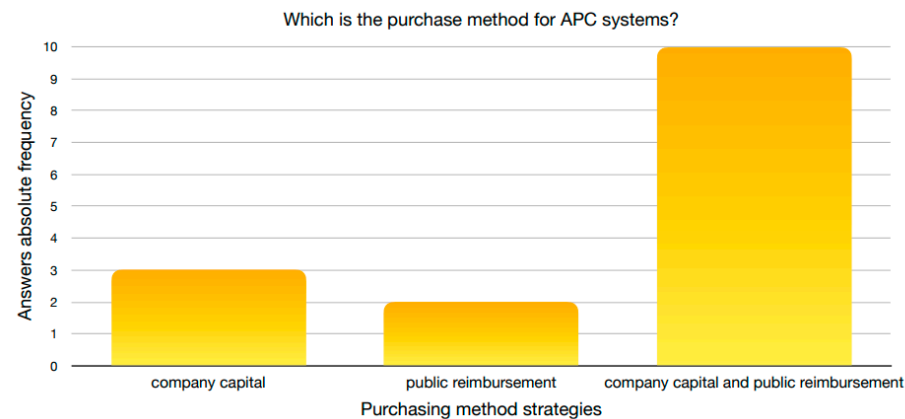 Which is the purchase method for APC systems?
10
9
8
7
6
5
4
3
2
1
0
Answers absolute frequency
company capital
public reimbursement
company capital and public reimbursement
Purchasing method strategies